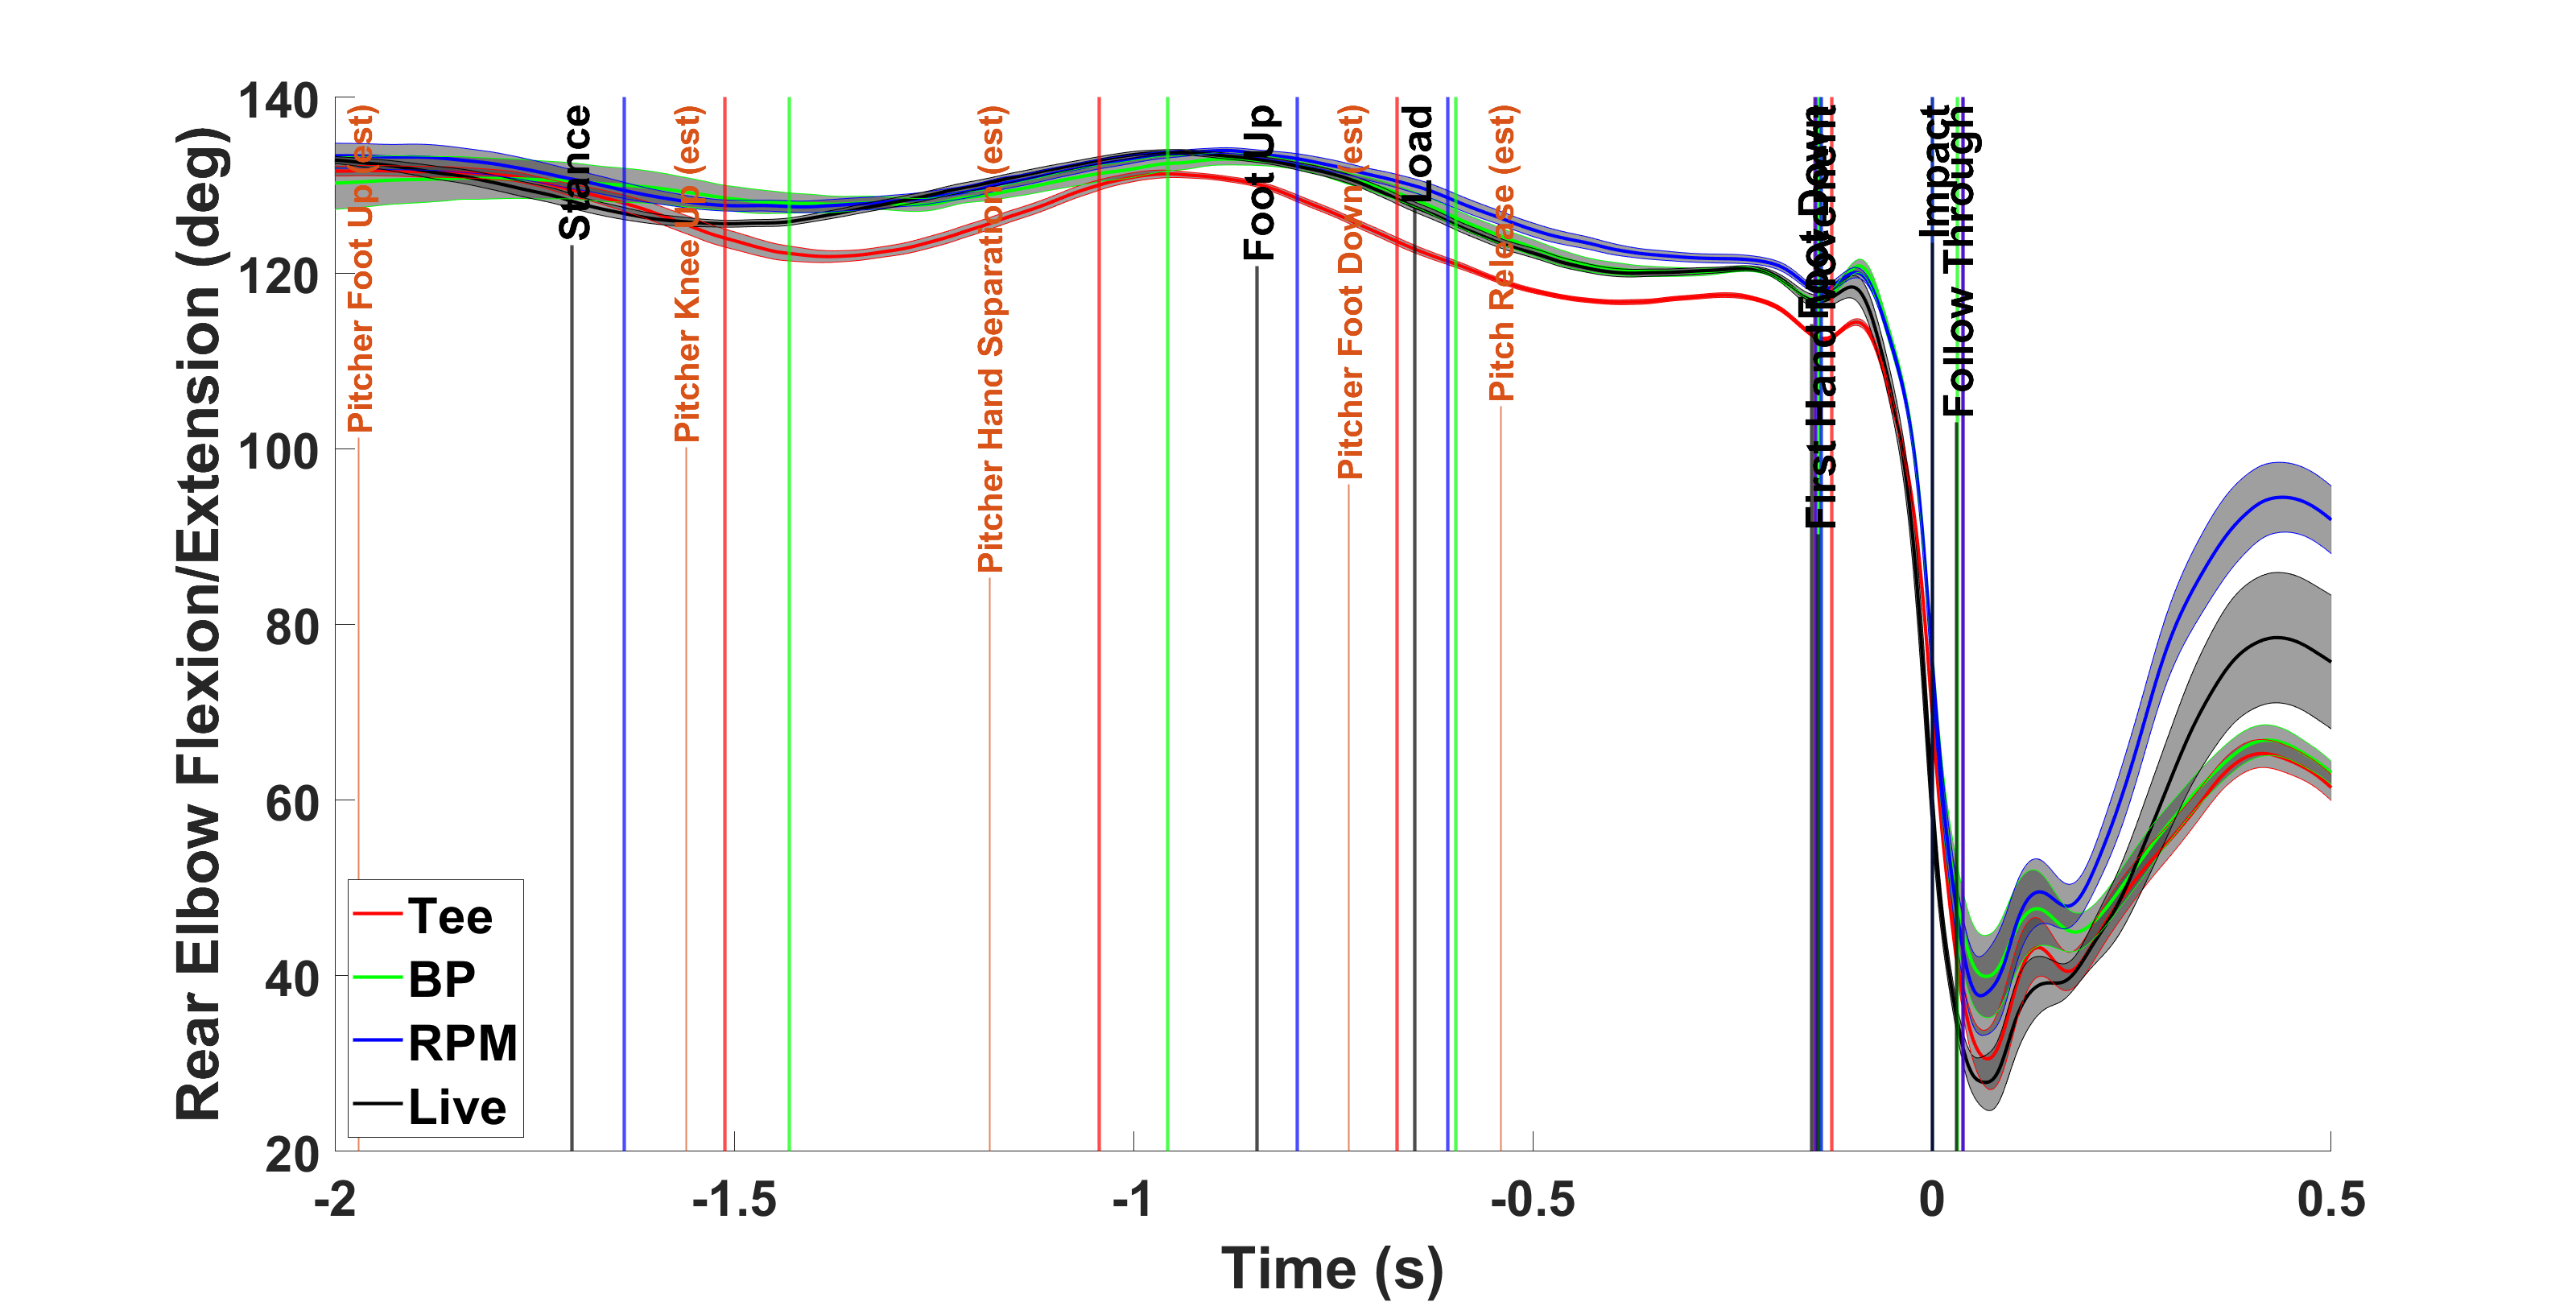 Rear Elbow Flexion/Extension (deg)
140
120
100
80
60
40
20
Pitcher Foot Up (est)
Stance
Pitcher Knee Up (est)
Pitcher Hand Separation (est)
Foot Up
Pitcher Foot Down (est)
Load
Pitch Release (est)
Foot Down
First Hand Movement
Impact
Follow Through
Tee
BP
RPM
Live
-2
-1.5
-1
-0.5
0
0.5
Time (s)